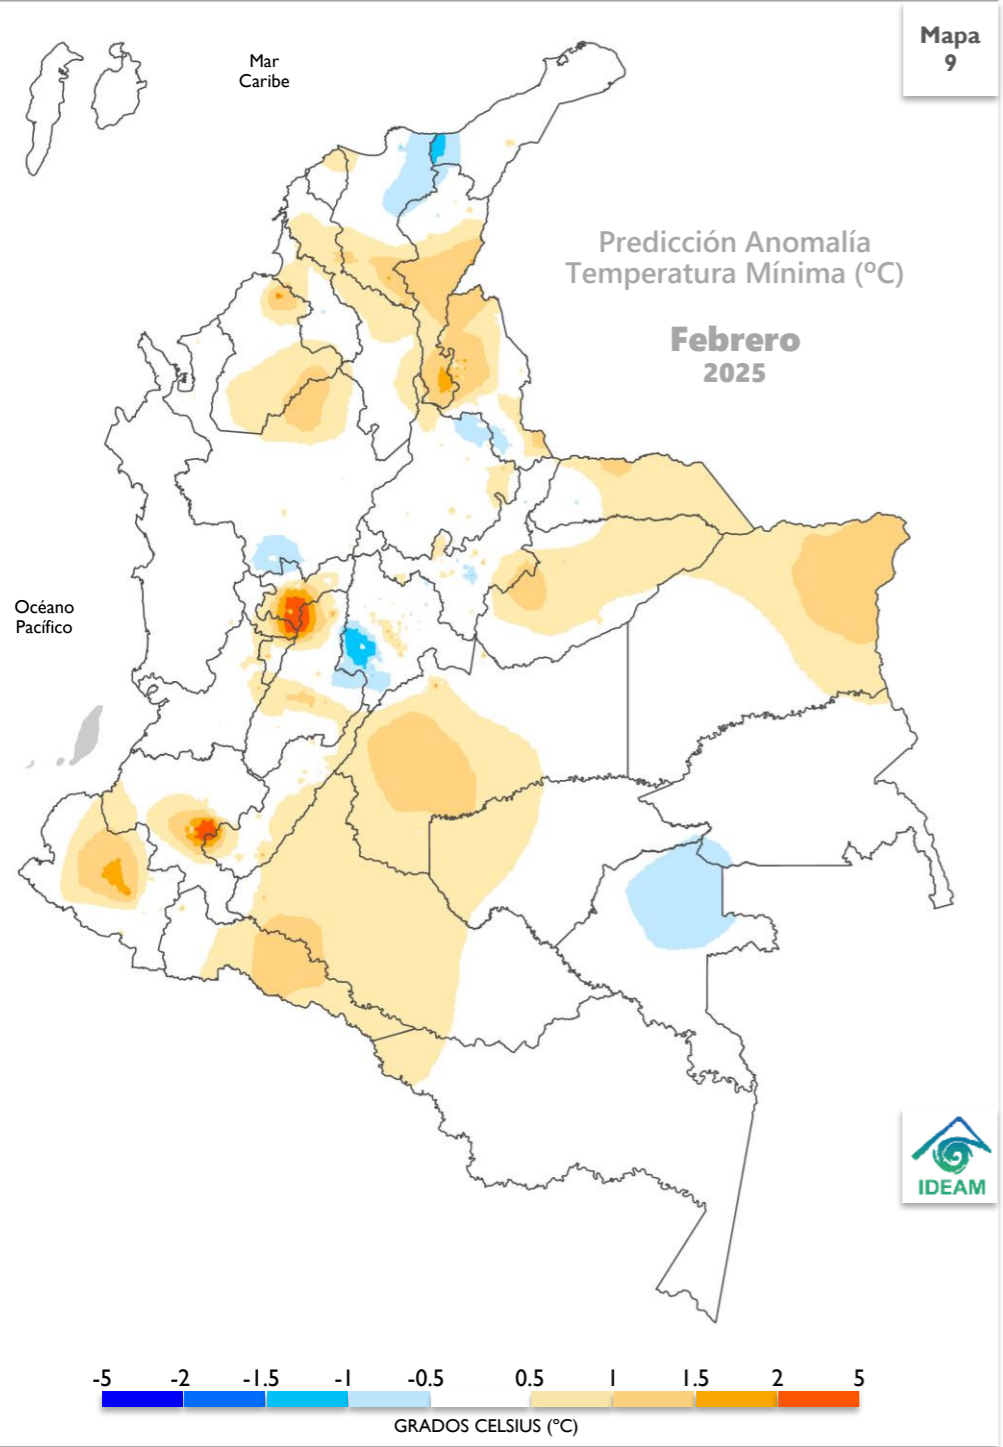 Mapa
9
Mar
Caribe
Predicción Anomalía
Temperatura Mínima (ºC)
Febrero
2025
Océano
Pacífico
IDEAM
-5 -2 -1.5 -1 -0.5 0.5 1 1.5 2 5
GRADOS CELSIUS (ºC)